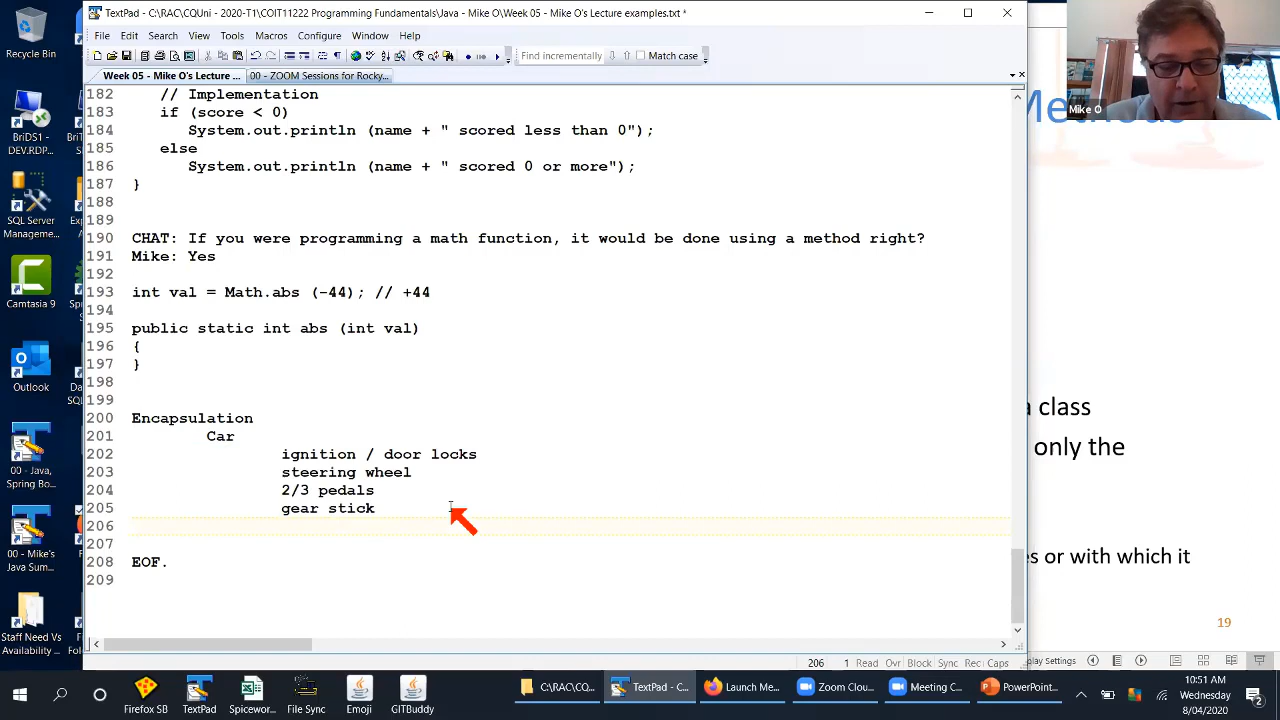 TextPad - C:\RAC\CQUni - 2020-T1\COIT11222 Programming Fundamentals\Java - Mike O\Week 05 - Mike O's Lecture examples.txt *
File Edit Search View Tools Macros Window Help
Find incrementally Match case
Week 05 - Mike O's Lecture ... 00 - ZOOM Sessions for Rocky...
182 // Implementation
183 if (score < 0)
184 System.out.println (name + " scored less than 0");
185 else
186 System.out.println (name + " scored 0 or more");
187 }
188
189
190 CHAT: If you were programming a math function, it would be done using a method right?
191 Mike: Yes
192
193 int val = Math.abs (-44); // +44
194
195 public static int abs (int val)
196 {
197 }
198
199
200 Encapsulation
201 Car
202 ignition / door locks
203 steering wheel
204 2/3 pedals
205 gear stick
206
207
208 EOF.
209
206 1 Read Ovr Block Sync Rec Caps
Recycle Bin
BriDS1 -
DEV.RDP...
SQL Server
Manageme...
Camtasia 9
Outlook
00 - Java,
Spring Bo...
00 - Mike's
Java Sum...
Staff Need Vs
Availability ...
Mike O
a class
only the
es or with which it
19
play Settings
Firefox SB
TextPad
Spicewor...
File Sync
Emoji
GITBuddy
C:\RAC\CQ...
TextPad - C...
Launch Me...
Zoom Clou...
Meeting C...
PowerPoint...
10:51 AM
Wednesday
8/04/2020
2